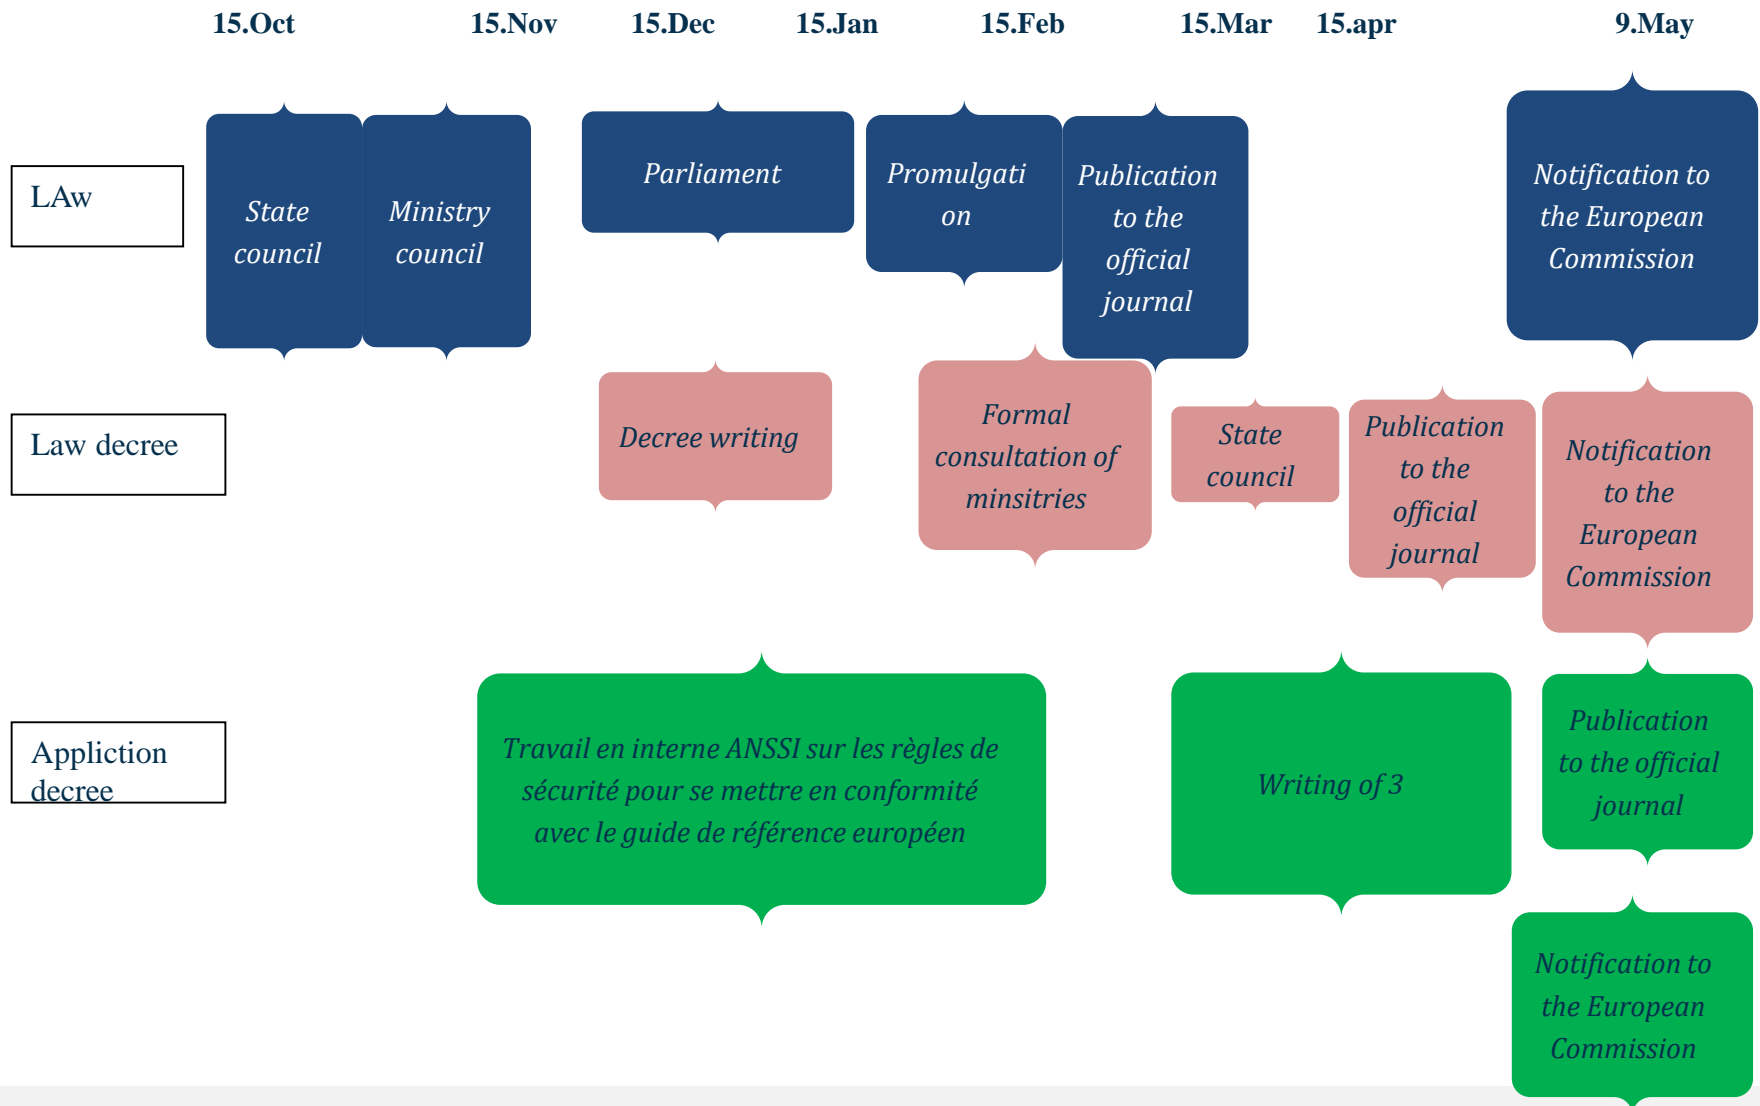 15.Oct 15.Nov 15.Dec 15.Jan 15.Feb 15.Mar 15.apr 9.May
LAw
State
council
Ministry
council
Parliament
Promulgati
on
Publication
to the
official
journal
Notification to
the European
Commission
Law decree
Decree writing
Formal
consultation of
minsitries
State
council
Publication
to the
official
journal
Notification
to the
European
Commission
Appliction
decree
Travail en interne ANSSI sur les règles de
sécurité pour se mettre en conformité
avec le guide de référence européen
Writing of 3
Publication
to the official
journal
Notification to
the European
Commission